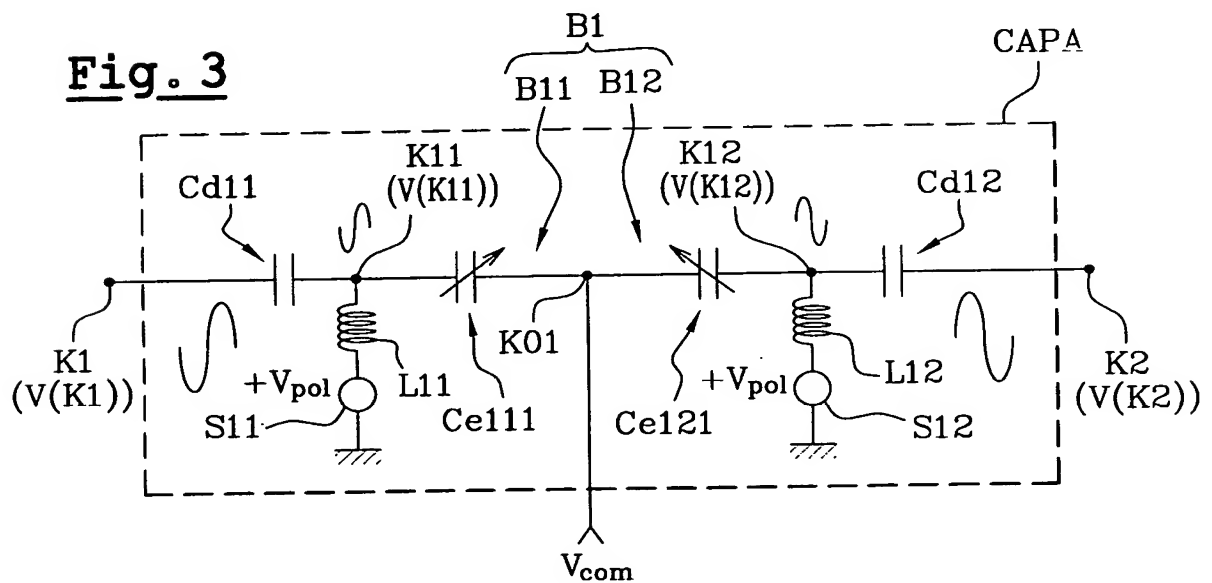 Fig. 3
B1
CAPA
B11 B12
K11
(V(K11))
K12
(V(K12))
Cd11
Cd12
K01
K1
(V(K1))
K2
(V(K2))
+Vpol
L11
S11
Ce111
+Vpol
L12
Ce121
S12
Vcom